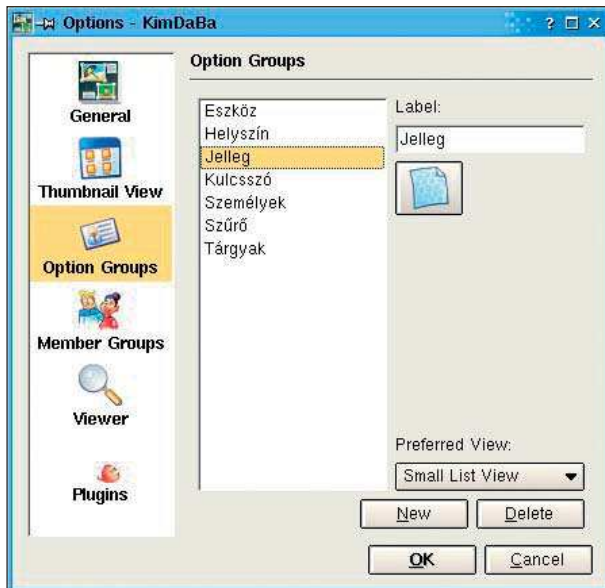 Options - KimDaBa
General
Thumbnail View
Option Groups
Member Groups
Viewer
Plugins
Option Groups
Eszköz
Helyszín
Jelleg
Kulcsszó
Személyek
Szűrő
Tárgyak
Label:
Jelleg
Preferred View:
Small List View
New
Delete
OK
Cancel